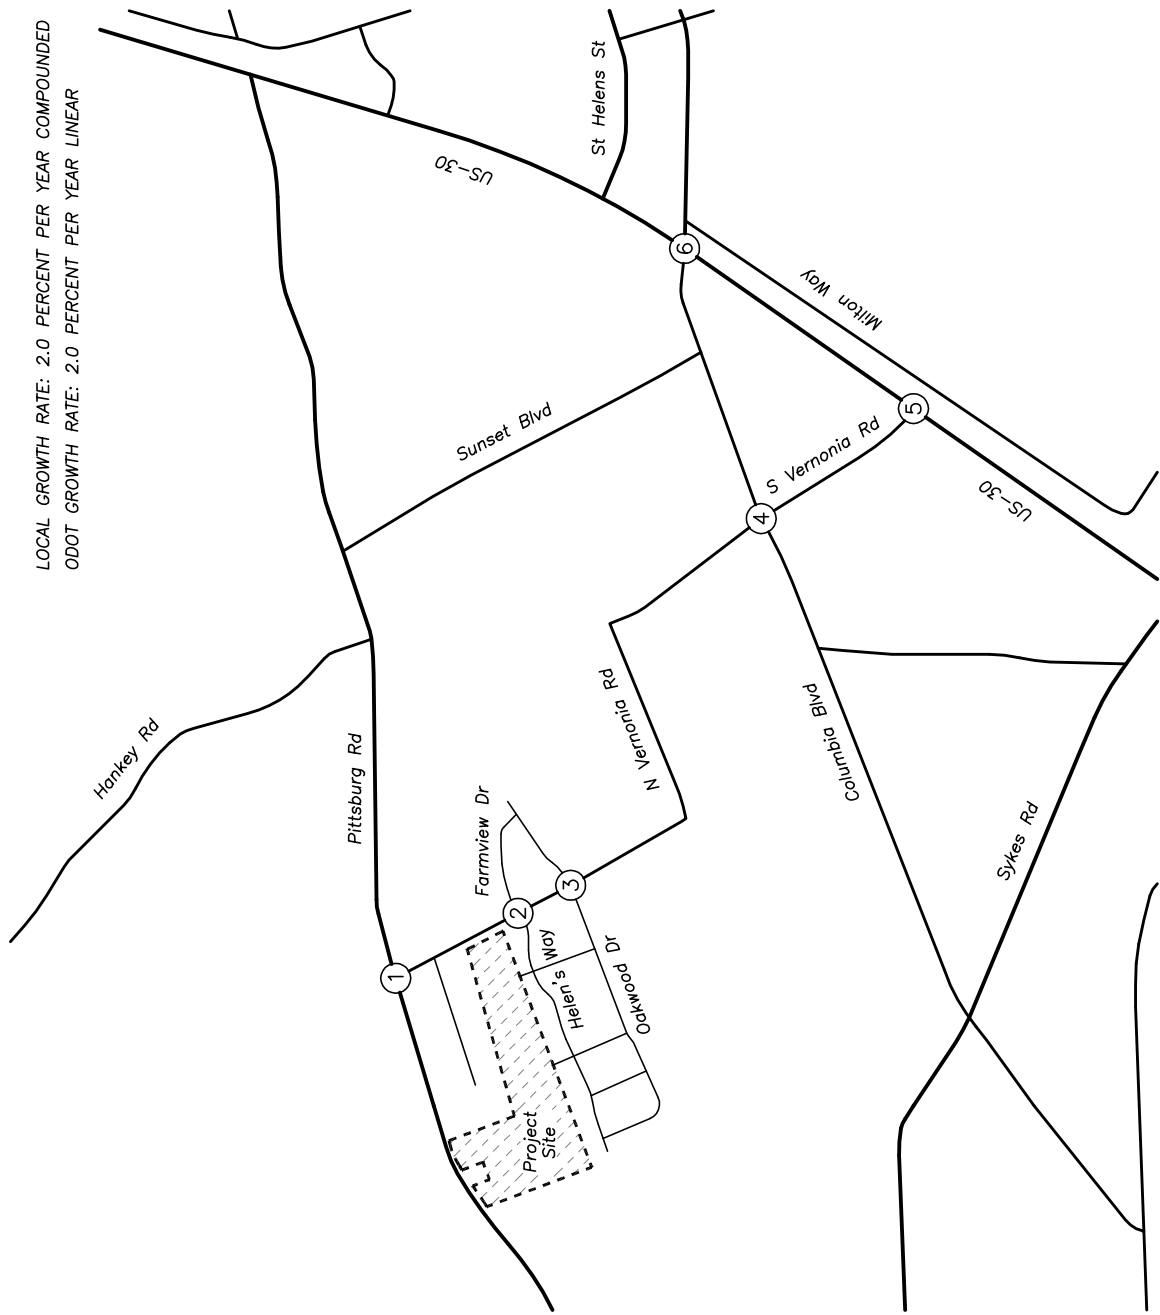 LOCAL GROWTH RATE: 2.0 PERCENT PER YEAR COMPOUNDED
ODOT GROWTH RATE: 2.0 PERCENT PER YEAR LINEAR
St Helens St
US-30
6
Milton Way
Sunset Blvd
5
S Vernonia Rd
4
US-30
Hankey Rd
Pittsburg Rd
N Vernonia Rd
Columbia Blvd
Farmview Dr
Sykes Rd
3
2
1
Helen's Way
Oakwood Dr
Project
Site